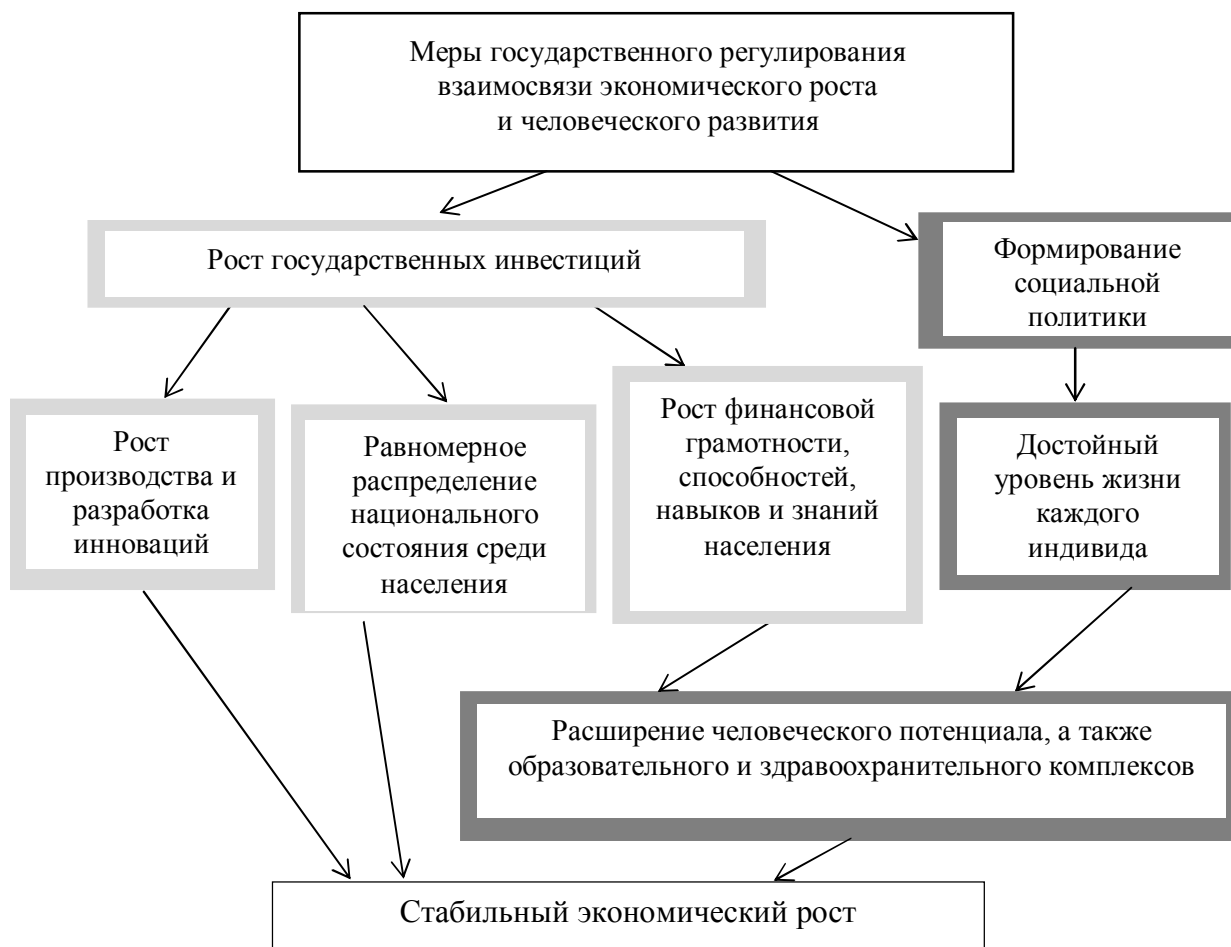 Меры государственного регулирования
взаимосвязи экономического роста
и человеческого развития
Рост государственных инвестиций
Формирование
социальной
политики
Рост
производства и
разработка
инноваций
Равномерное
распределение
национального
состояния среди
населения
Рост финансовой
грамотности,
способностей,
навыков и знаний
населения
Достойный
уровень жизни
каждого
индивида
Расширение человеческого потенциала, а также
образовательного и здравоохранительного комплексов
Стабильный экономический рост